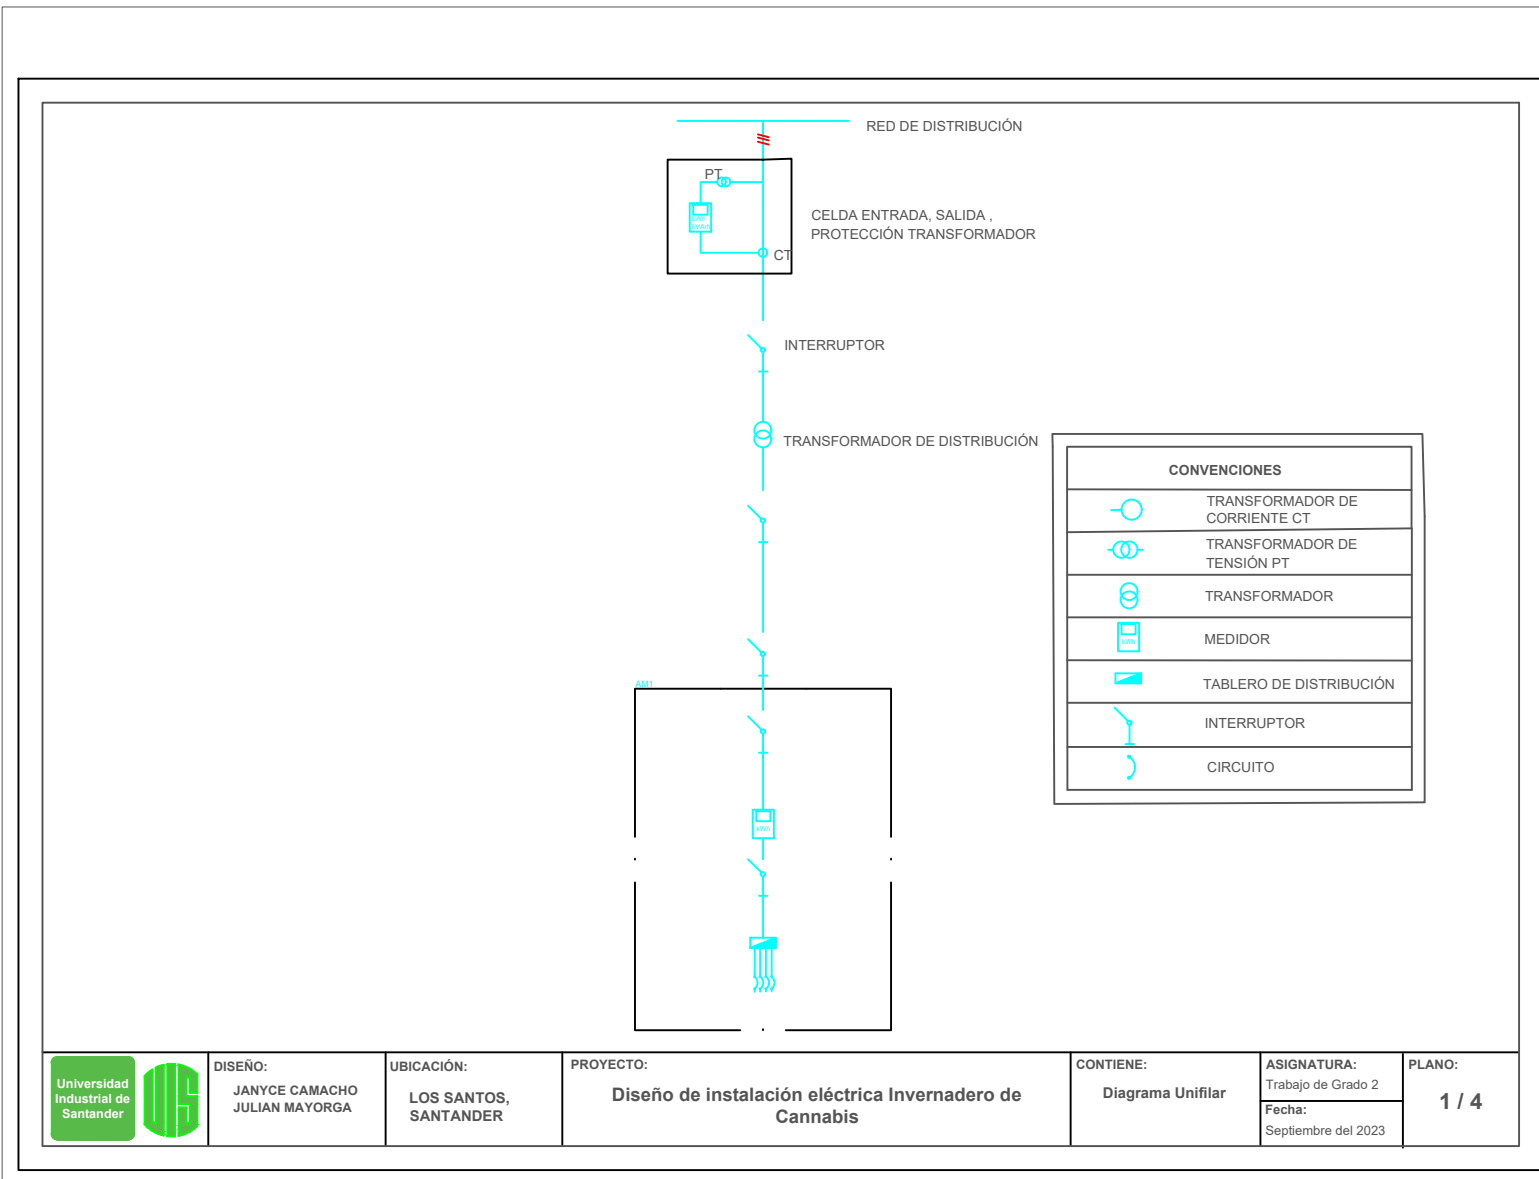 RED DE DISTRIBUCIÓN
PT
CELDA ENTRADA, SALIDA ,
PROTECCIÓN TRANSFORMADOR
CT
INTERRUPTOR
TRANSFORMADOR DE DISTRIBUCIÓN
CONVENCIONES
TRANSFORMADOR DE
CORRIENTE CT
TRANSFORMADOR DE
TENSIÓN PT
TRANSFORMADOR
kWh
MEDIDOR
TABLERO DE DISTRIBUCIÓN
INTERRUPTOR
CIRCUITO
AM1
kWh
Universidad
Industrial de
Santander
DISEÑO:
JANYCE CAMACHO
JULIAN MAYORGA
UBICACIÓN:
LOS SANTOS,
SANTANDER
PROYECTO:
Diseño de instalación eléctrica Invernadero de
Cannabis
CONTIENE:
Diagrama Unifilar
ASIGNATURA:
Trabajo de Grado 2
Fecha:
Septiembre del 2023
PLANO:
1 / 4